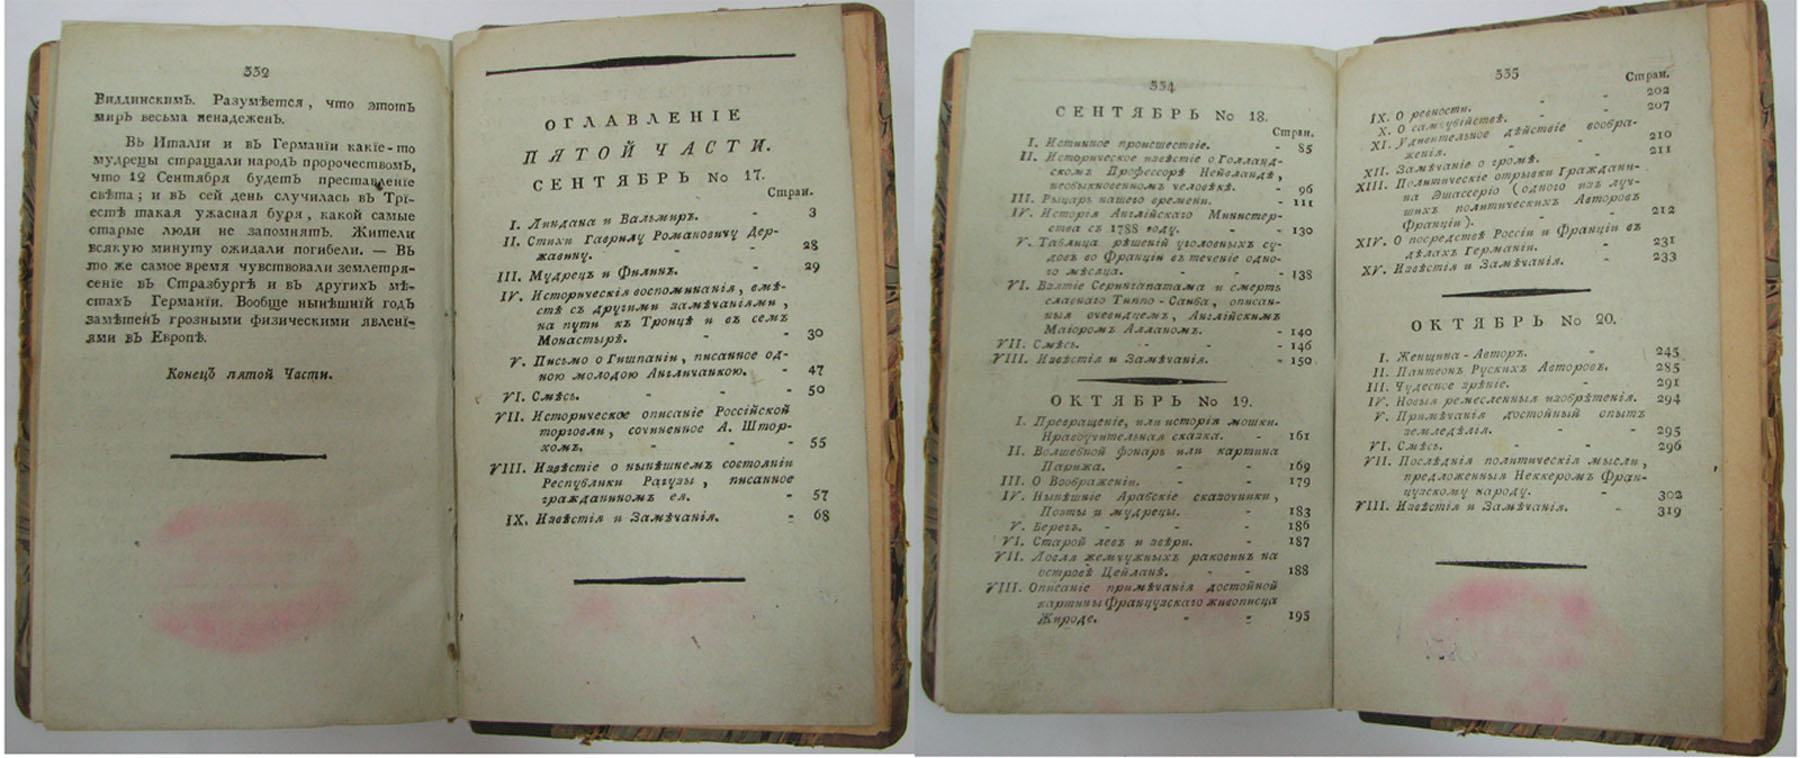 332
Виддинскимъ. Разумѣется, что этотъ
миръ весьма ненадеженъ.
Въ Италіи и въ Германіи какіе-то
мудрецы стращали народъ пророчествомъ,
что 12 Сентября будетъ преставленіе
свѣта; и въ сей день случилась въ Трі-
естѣ такая ужасная буря, какой самые
старые люди не запомнятъ. Жители
всякую минуту ожидали погибели. — Въ
то же самое время чувствовали землетря-
сеніе въ Стразбургѣ и въ другихъ мѣ-
стахъ Германіи. Вообще нынѣшній годъ
замѣтенъ грозными физическими явлені-
ями въ Европѣ.
Конецъ пятой Части.
ОГЛАВЛЕНІЕ
ПЯТОЙ ЧАСТИ.
СЕНТЯБРЬ No 17.
Стран.
I. Линдана и Вальмиръ. - 3
II. Стихи Гаврилу Романовичу Дер-
жавину. - - 28
III. Мудрецъ и Филинъ. - - 29
IV. Историческія воспоминанія, вмѣ-
стѣ съ другими замѣчаніями,
на пути къ Троицѣ и въ семъ
Монастырѣ. - - 30
V. Письмо о Гишпаніи, писанное од-
ною молодою Англичанкою. - 47
VI. Смѣсь. - - - 50
VII. Историческое описаніе Россійской
торговли, сочиненное А. Штор-
хомъ. - - - 55
VIII. Извѣстіе о нынѣшнемъ состояніи
Республики Рагузы, писанное
гражданиномъ ея. - 57
IX. Извѣстія и Замѣчанія. - 68
334
СЕНТЯБРЬ No 18.
Стран.
I. Истинное происшествіе. - 85
II. Историческое извѣстіе о Голланд-
скомъ Профессорѣ Нейвландѣ,
необыкновенномъ человѣкѣ. - 96
III. Рыцарь нашего времени. - 111
IV. Исторія Англійскаго Министер-
ства съ 1788 году. - - 130
V. Таблица рѣшеній уголовныхъ су-
довъ во Франціи въ теченіе одно-
го мѣсяца. - - - 138
VI. Взятіе Серингапатама и смерть
славнаго Типпо-Саиба, описан-
ныя очевидцемъ, Англійскимъ
Маіоромъ Алланомъ. - 140
VII. Смѣсь. - - - 146
VIII. Извѣстія и Замѣчанія. - 150
ОКТЯБРЬ No 19.
I. Превращеніе, или исторія мошки.
Нравоучительная сказка. - 161
II. Волшебной фонарь или картина
Парижа. - - - 169
III. О Воображеніи. - - 179
IV. Нынѣшніе Арабскіе сказочники,
Поэты и мудрецы. - 183
V. Берегъ. - - - 186
VI. Старой левъ и звѣри. - 187
VII. Ловля жемчужныхъ раковинъ на
островѣ Цейланѣ. - - 188
VIII. Описаніе примѣчанія достойной
картины Французскаго живописца
Жироде. - - 195
335
Стран.
IX. О ревности. - - 202
X. О самоубійствѣ. - - 207
XI. Удивительное дѣйствіе вообра-
женія. - - 210
XII. Замѣчаніе о громѣ. - 211
XIII. Политическіе отрывки Граждани-
на Эшассеріо (одного изъ луч-
шихъ политическихъ Авторовъ
Франціи). - - 212
XIV. О посредствѣ Россіи и Франціи въ
дѣлахъ Германіи. - 231
XV. Извѣстія и Замѣчанія. - 233
ОКТЯБРЬ No 20.
I. Женщина-Авторъ. - 245
II. Пантеонъ Рускихъ Авторовъ. 285
III. Чудесное зрѣніе. - 291
IV. Новыя ремесленныя изобрѣтенія. 294
V. Примѣчанія достойный опытъ
земледѣлія. - - 295
VI. Смѣсь. - - - 296
VII. Послѣднія политическія мысли,
предложенныя Неккеромъ Фран-
цузскому народу. - 302
VIII. Извѣстія и Замѣчанія. - 319